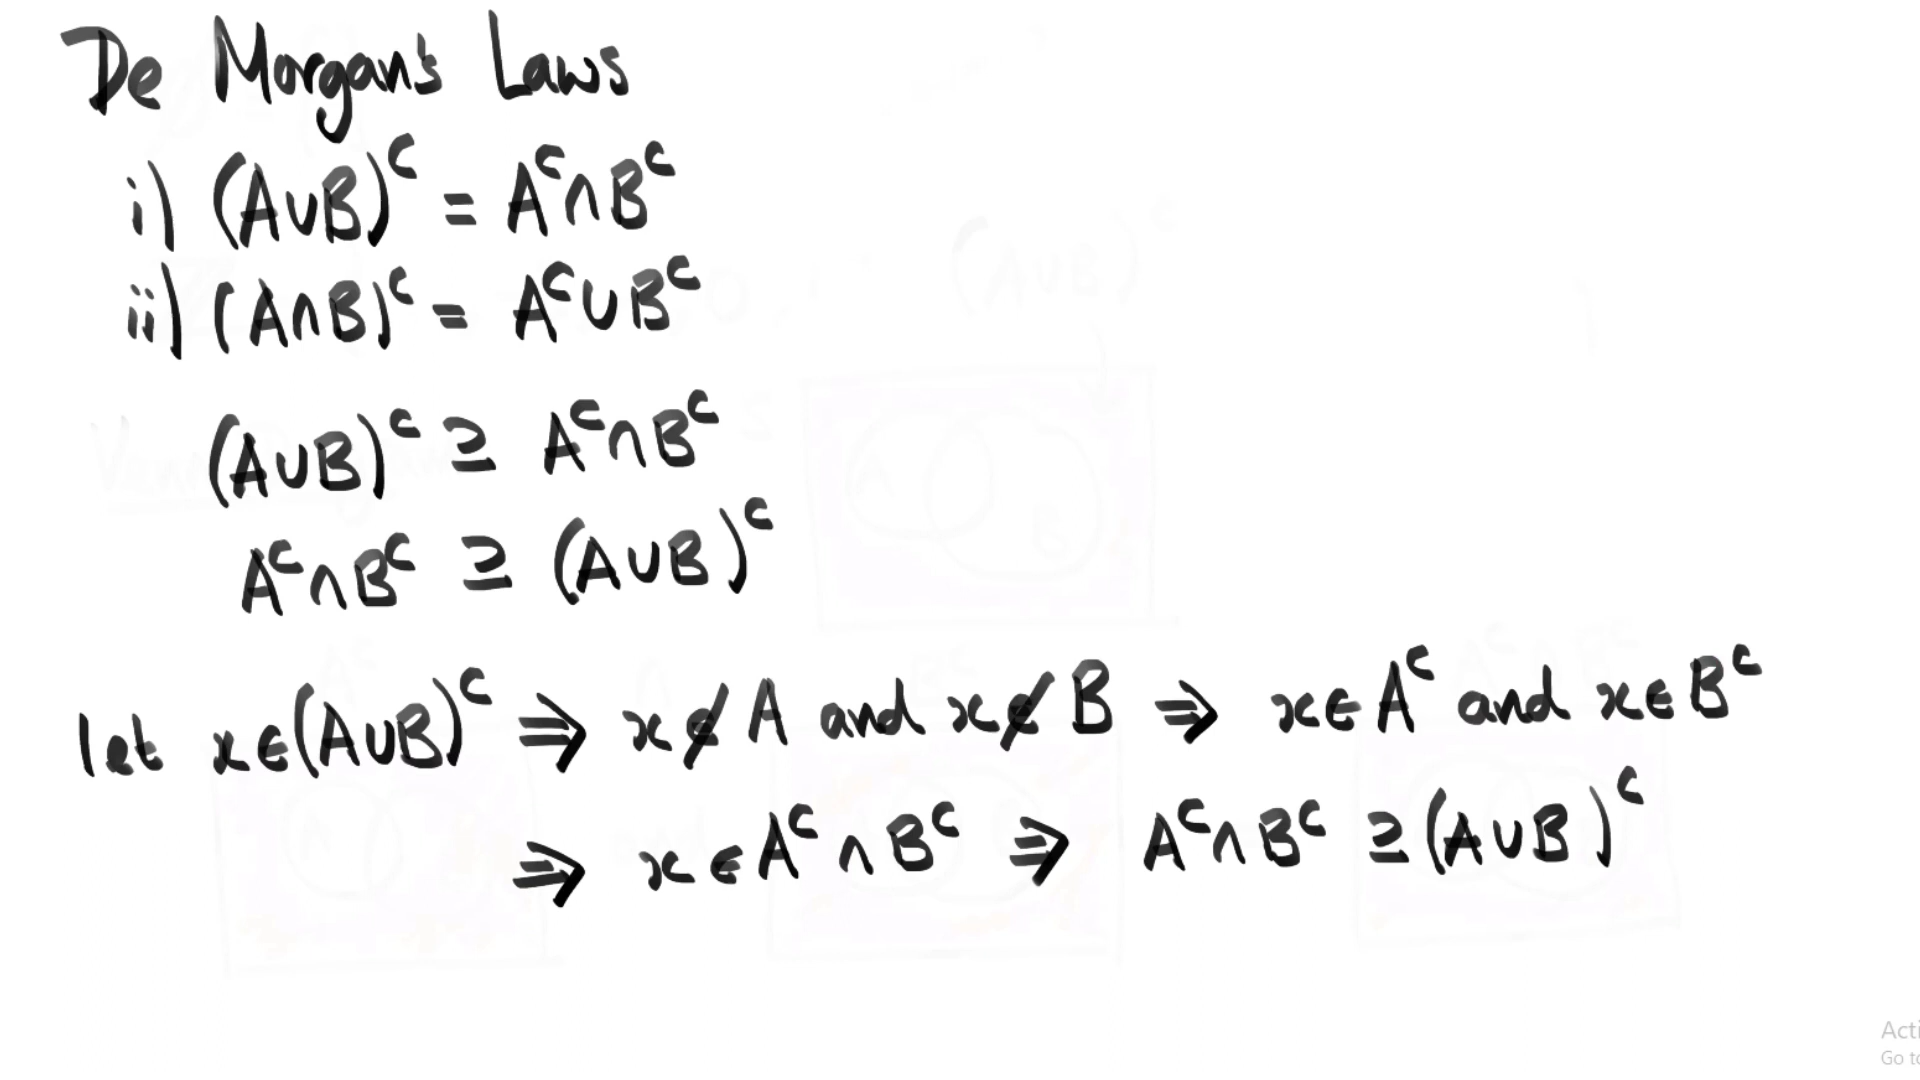 De Morgan's Laws
i) (A∪B)ᶜ = Aᶜ∩Bᶜ
ii) (A∩B)ᶜ = Aᶜ∪Bᶜ
(A∪B)ᶜ ⊇ Aᶜ∩Bᶜ
Aᶜ∩Bᶜ ⊇ (A∪B)ᶜ
let x∈(A∪B)ᶜ ⇒ x∉A and x∉B ⇒ x∈Aᶜ and x∈Bᶜ
⇒ x∈Aᶜ∩Bᶜ ⇒ Aᶜ∩Bᶜ ⊇ (A∪B)ᶜ